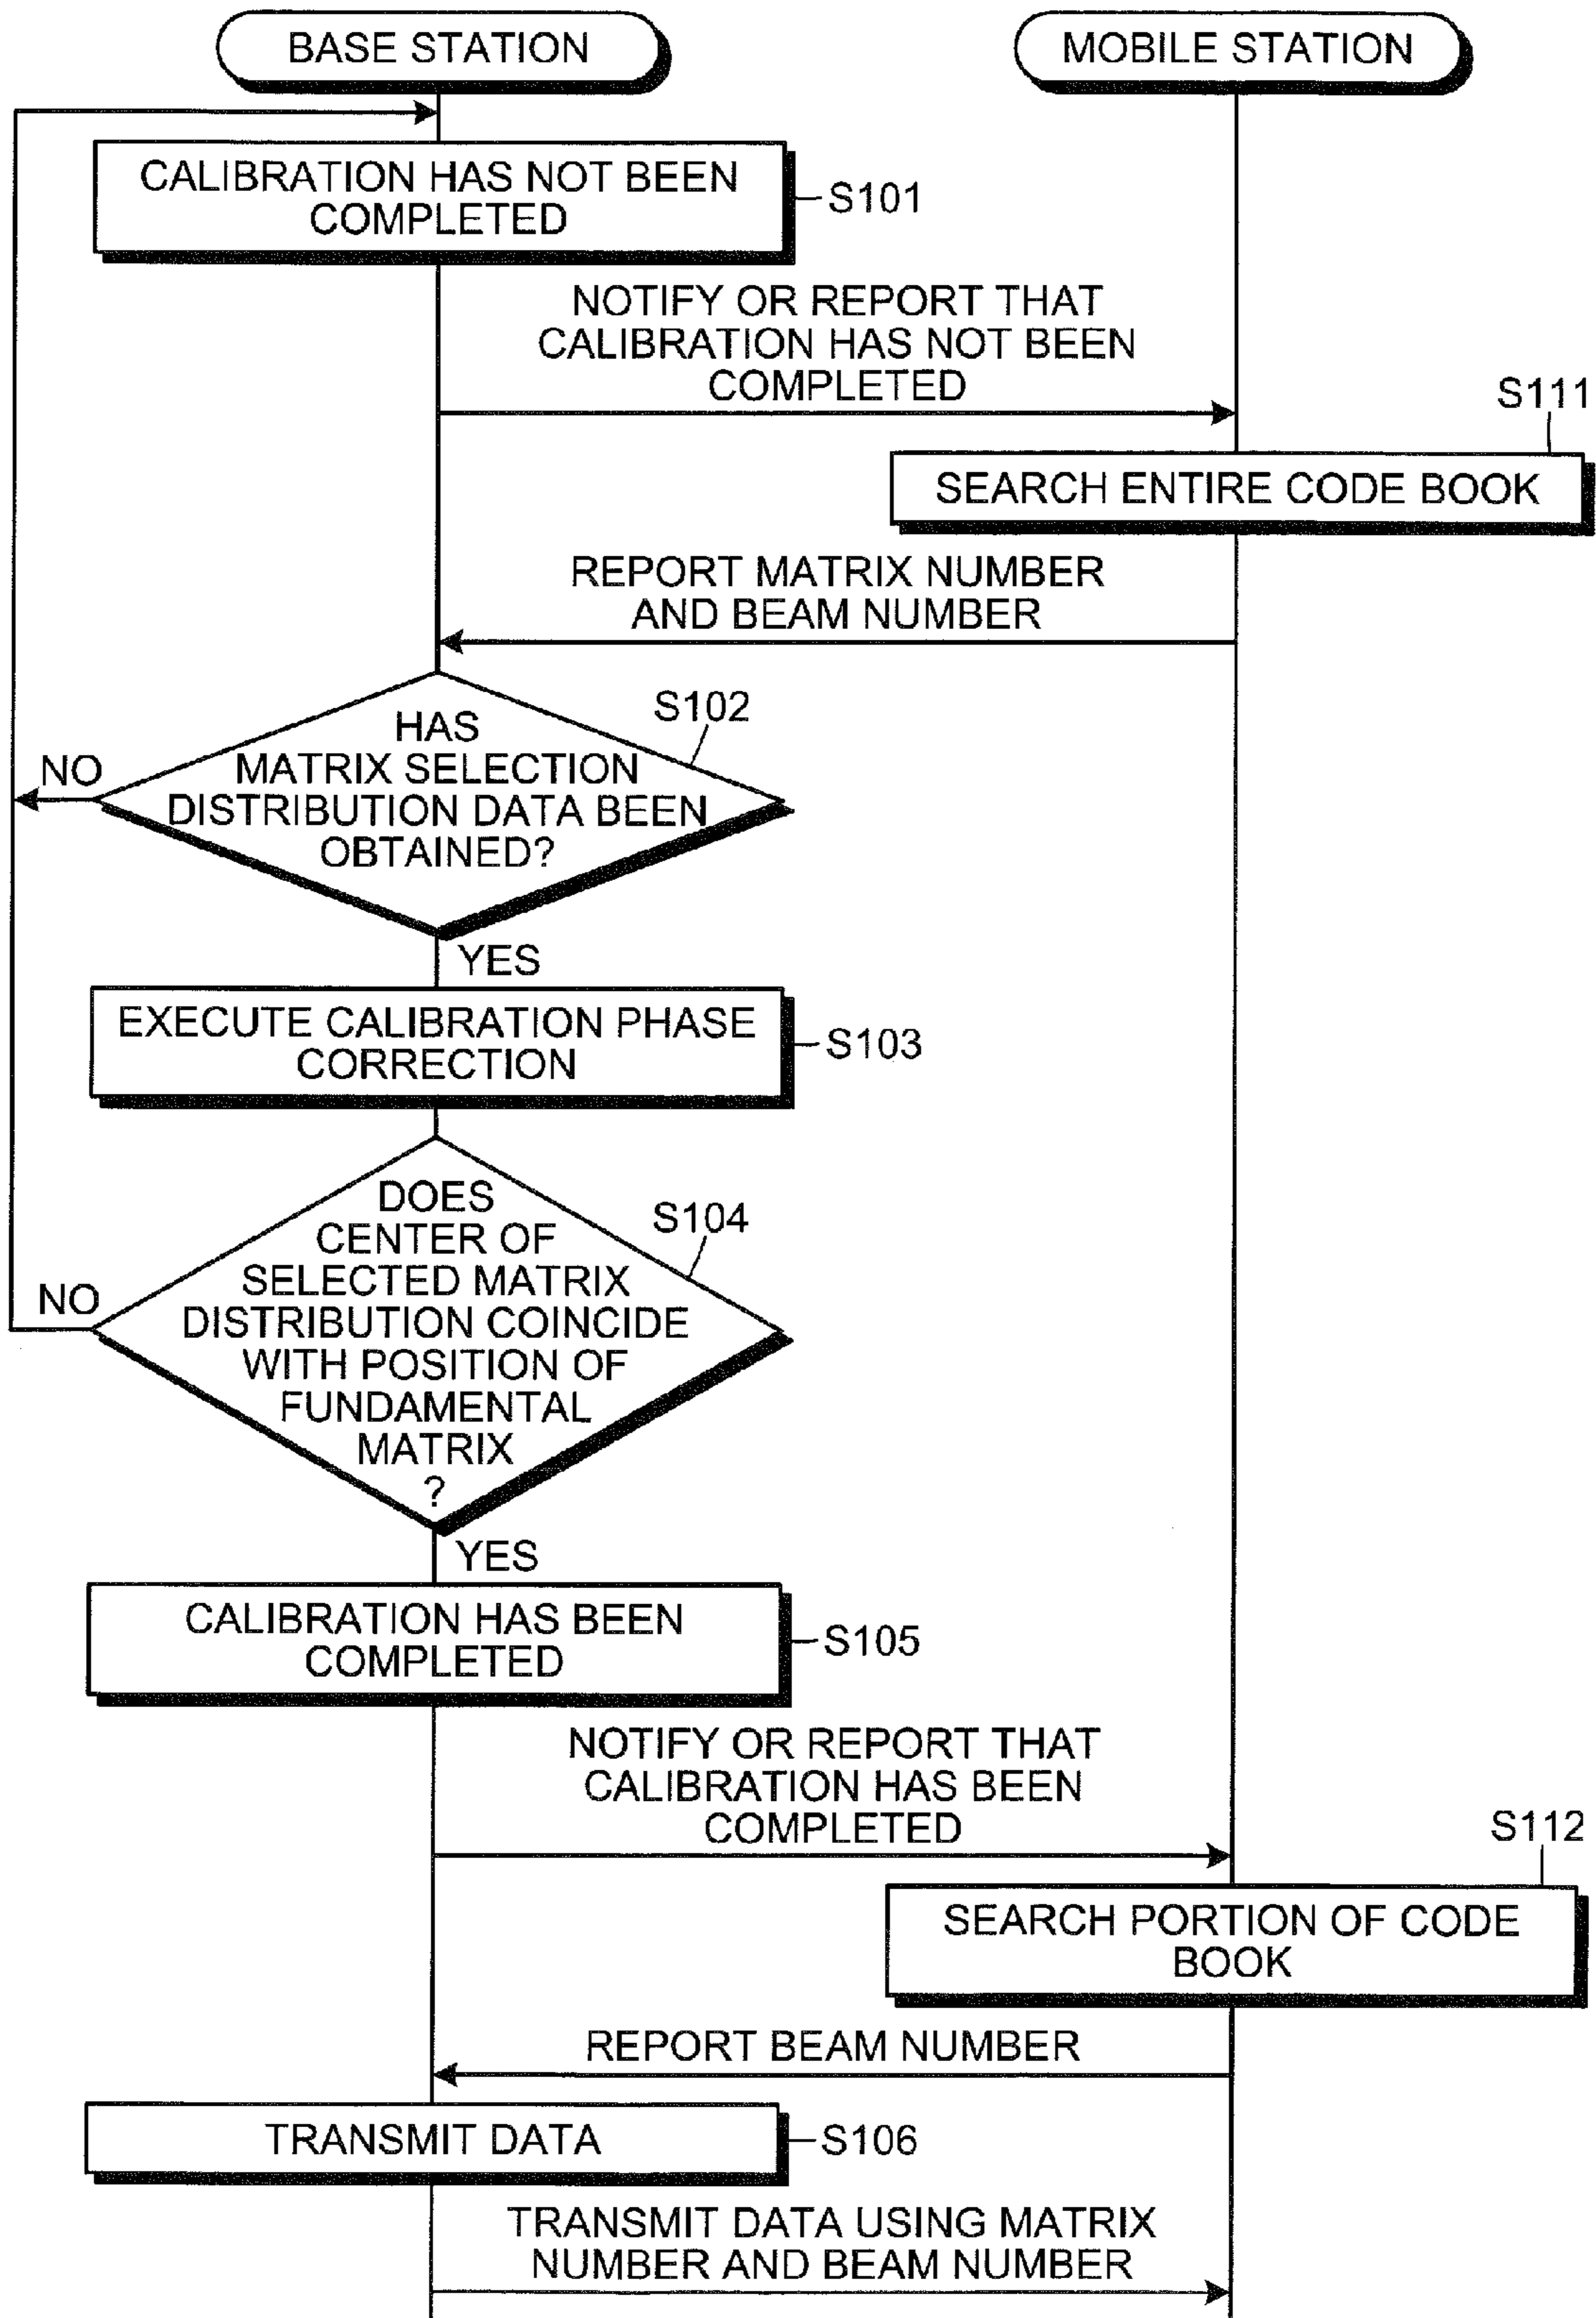 BASE STATION
MOBILE STATION
CALIBRATION HAS NOT BEEN
COMPLETED
S101
NOTIFY OR REPORT THAT
CALIBRATION HAS NOT BEEN
COMPLETED
S111
SEARCH ENTIRE CODE BOOK
REPORT MATRIX NUMBER
AND BEAM NUMBER
S102
HAS
MATRIX SELECTION
DISTRIBUTION DATA BEEN
OBTAINED?
NO
YES
EXECUTE CALIBRATION PHASE
CORRECTION
S103
DOES
CENTER OF
SELECTED MATRIX
DISTRIBUTION COINCIDE
WITH POSITION OF
FUNDAMENTAL
MATRIX
?
S104
NO
YES
CALIBRATION HAS BEEN
COMPLETED
S105
NOTIFY OR REPORT THAT
CALIBRATION HAS BEEN
COMPLETED
S112
SEARCH PORTION OF CODE
BOOK
REPORT BEAM NUMBER
TRANSMIT DATA
S106
TRANSMIT DATA USING MATRIX
NUMBER AND BEAM NUMBER